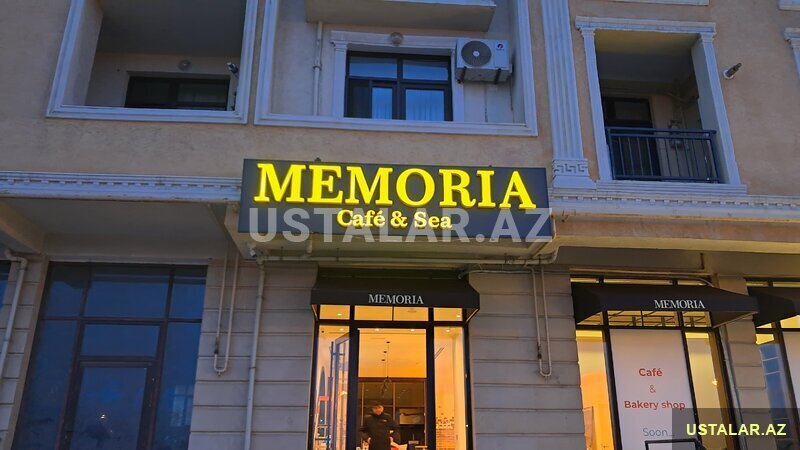 MEMORIA
Café & Sea
USTALAR.AZ
MEMORIA
MEMORIA
Café
&
Bakery shop
Soon...
USTALAR.AZ